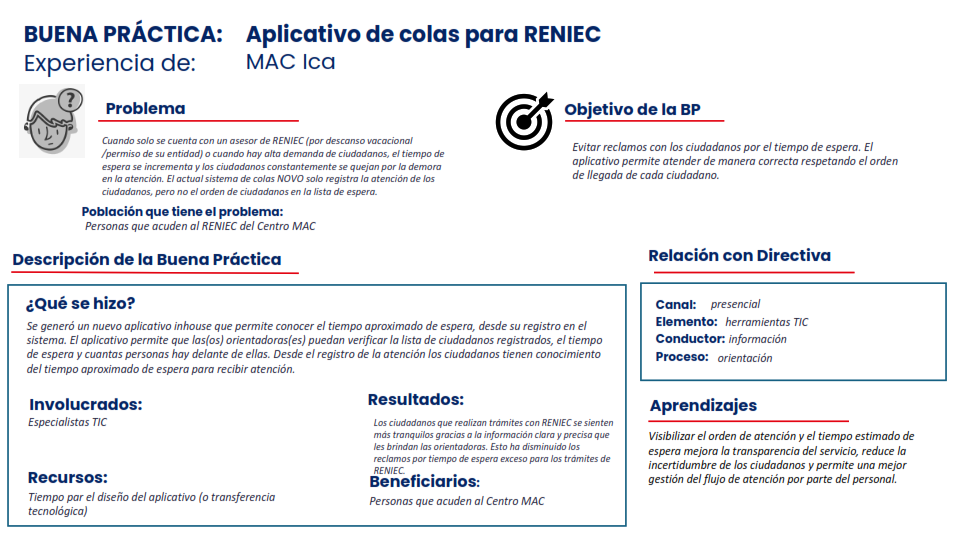 BUENA PRÁCTICA: Aplicativo de colas para RENIEC
Experiencia de: MAC Ica
?
Problema
Cuando solo se cuenta con un asesor de RENIEC (por descanso vacacional
/permiso de su entidad) o cuando hay alta demanda de ciudadanos, el tiempo de
espera se incrementa y los ciudadanos constantemente se quejan por la demora
en la atención. El actual sistema de colas NOVO solo registra la atención de los
ciudadanos, pero no el orden de ciudadanos en la lista de espera.
Población que tiene el problema:
Personas que acuden al RENIEC del Centro MAC
Objetivo de la BP
Evitar reclamos con los ciudadanos por el tiempo de espera. El
aplicativo permite atender de manera correcta respetando el orden
de llegada de cada ciudadano.
Descripción de la Buena Práctica
¿Qué se hizo?
Se generó un nuevo aplicativo inhouse que permite conocer el tiempo aproximado de espera, desde su registro en el
sistema. El aplicativo permite que las(os) orientadoras(es) puedan verificar la lista de ciudadanos registrados, el tiempo
de espera y cuantas personas hay delante de ellas. Desde el registro de la atención los ciudadanos tienen conocimiento
del tiempo aproximado de espera para recibir atención.
Involucrados:
Especialistas TIC
Recursos:
Tiempo par el diseño del aplicativo (o transferencia
tecnológica)
Resultados:
Los ciudadanos que realizan trámites con RENIEC se sienten
más tranquilos gracias a la información clara y precisa que
les brindan las orientadoras. Esto ha disminuido los
reclamos por tiempo de espera exceso para los trámites de
RENIEC.
Beneficiarios:
Personas que acuden al Centro MAC
Relación con Directiva
Canal: presencial
Elemento: herramientas TIC
Conductor: información
Proceso: orientación
Aprendizajes
Visibilizar el orden de atención y el tiempo estimado de
espera mejora la transparencia del servicio, reduce la
incertidumbre de los ciudadanos y permite una mejor
gestión del flujo de atención por parte del personal.